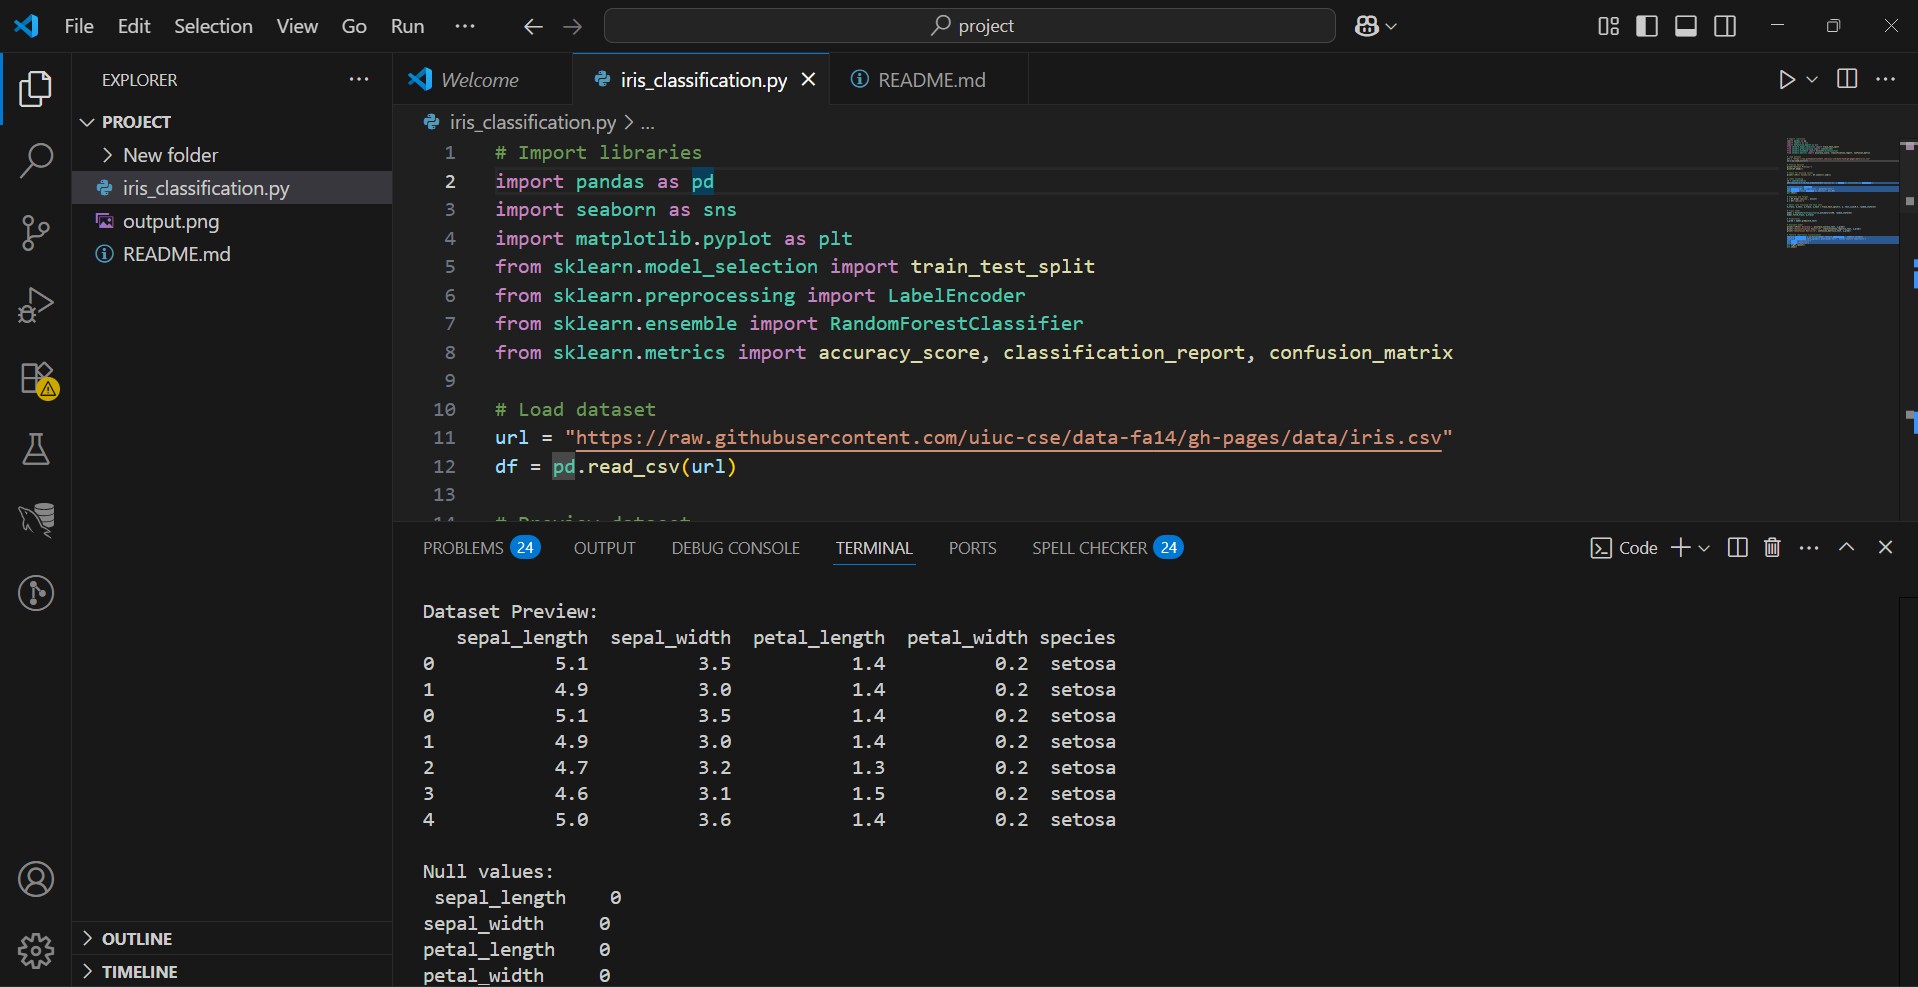 File Edit Selection View Go Run ...
project
EXPLORER ...
PROJECT
New folder
iris_classification.py
output.png
README.md
OUTLINE
TIMELINE
Welcome iris_classification.py README.md
iris_classification.py > ...
1 # Import libraries
2 import pandas as pd
3 import seaborn as sns
4 import matplotlib.pyplot as plt
5 from sklearn.model_selection import train_test_split
6 from sklearn.preprocessing import LabelEncoder
7 from sklearn.ensemble import RandomForestClassifier
8 from sklearn.metrics import accuracy_score, classification_report, confusion_matrix
9
10 # Load dataset
11 url = "https://raw.githubusercontent.com/uiuc-cse/data-fa14/gh-pages/data/iris.csv"
12 df = pd.read_csv(url)
13
14 # Preview dataset
PROBLEMS 24 OUTPUT DEBUG CONSOLE TERMINAL PORTS SPELL CHECKER 24 Code
Dataset Preview:
sepal_length sepal_width petal_length petal_width species
0 5.1 3.5 1.4 0.2 setosa
1 4.9 3.0 1.4 0.2 setosa
0 5.1 3.5 1.4 0.2 setosa
1 4.9 3.0 1.4 0.2 setosa
2 4.7 3.2 1.3 0.2 setosa
3 4.6 3.1 1.5 0.2 setosa
4 5.0 3.6 1.4 0.2 setosa
Null values:
sepal_length 0
sepal_width 0
petal_length 0
petal_width 0